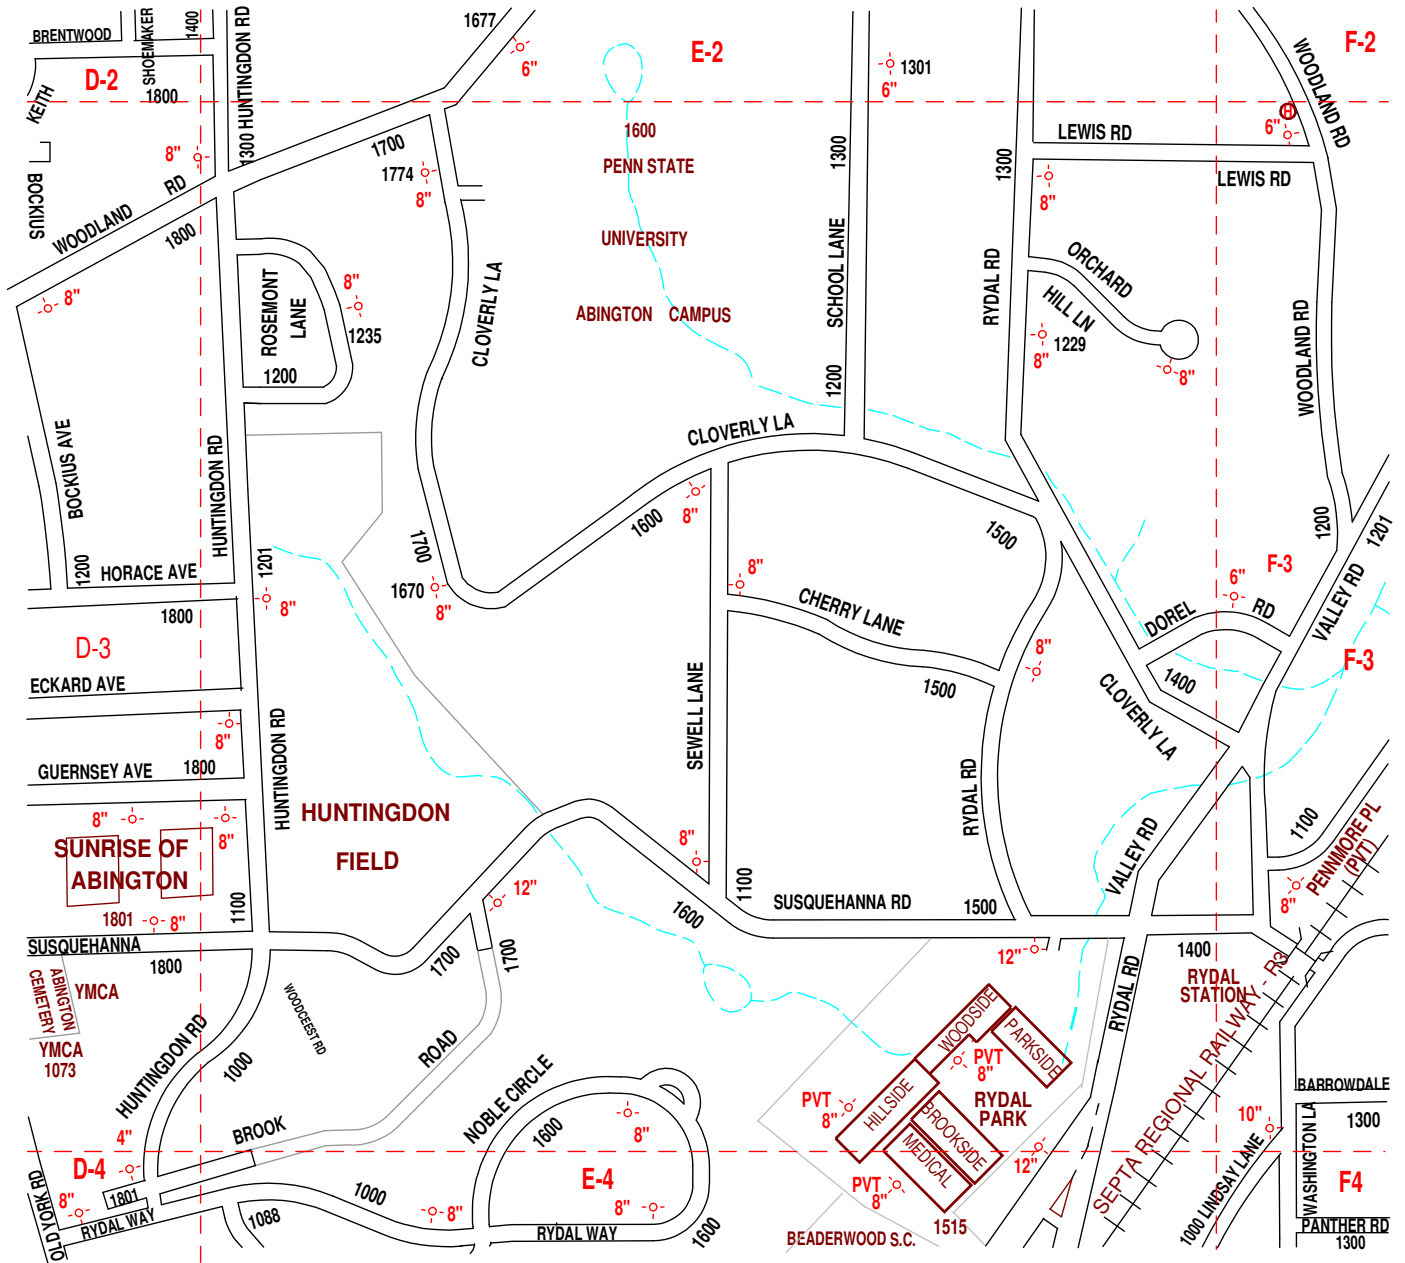 BRENTWOOD
SHOEMAKER
1400
1300 HUNTINGDON RD
1677
6"
E-2
6"
1301
F-2
WOODLAND RD
D-2
1800
KEITH
BOCKIUS
8"
WOODLAND RD
1800
1700
1774
8"
1600
PENN STATE
UNIVERSITY
ABINGTON CAMPUS
1300
SCHOOL LANE
1200
1300
RYDAL RD
LEWIS RD
LEWIS RD
H
6"
8"
ORCHARD
HILL LN
1229
8"
8"
WOODLAND RD
1200
8"
ROSEMONT
LANE
1200
8"
1235
CLOVERLY LA
CLOVERLY LA
BOCKIUS AVE
1200
HUNTINGDON RD
1201
8"
HORACE AVE
1800
1700
1670
8"
1600
8"
1500
8"
CHERRY LANE
1500
8"
DOREL RD
6"
F-3
1201
VALLEY RD
F-3
1400
CLOVERLY LA
D-3
ECKARD AVE
8"
GUERNSEY AVE
1800
HUNTINGDON RD
SEWELL LANE
RYDAL RD
HUNTINGDON
FIELD
8"
8"
SUNRISE OF
ABINGTON
1801
8"
1100
SUSQUEHANNA
1800
12"
8"
1100
1600
SUSQUEHANNA RD
1500
VALLEY RD
1100
PENNMORE PL
(PVT)
8"
1400
12"
RYDAL
STATION
SEPTA REGIONAL RAILWAY - R3
RYDAL RD
1700
1700
ABINGTON
CEMETERY
YMCA
YMCA
1073
WOODCEEST RD
HUNTINGDON RD
1000
ROAD
BROOK
NOBLE CIRCLE
1600
8"
WOODSIDE
PARKSIDE
HILLSIDE
BROOKSIDE
MEDICAL
PVT
8"
PVT
8"
PVT
8"
RYDAL
PARK
12"
10"
BARROWDALE
1300
WASHINGTON LA
F4
PANTHER RD
1300
1000 LINDSAY LANE
4"
D-4
8"
1801
OLD YORK RD
RYDAL WAY
1088
1000
8"
E-4
8"
RYDAL WAY
1600
BEADERWOOD S.C.
1515